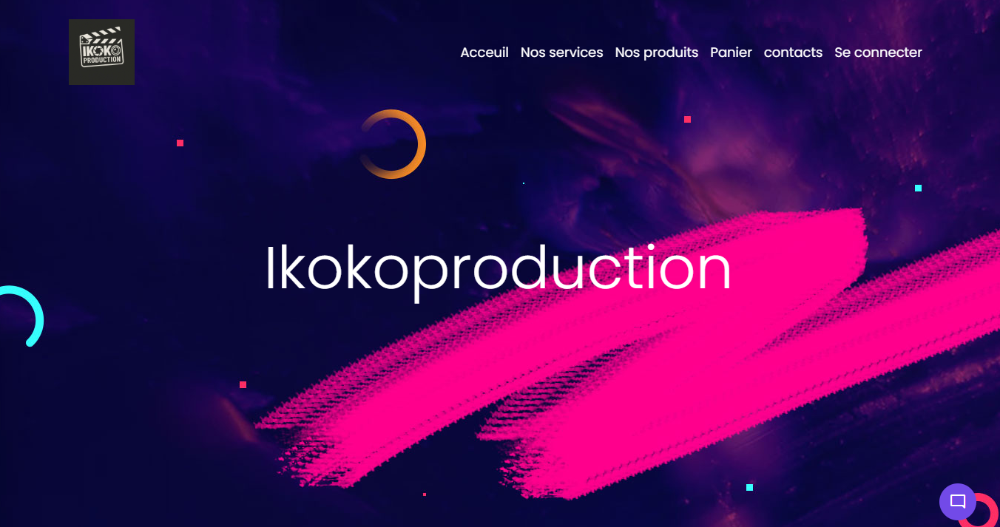 IKOKO
PRODUCTION
Acceuil Nos services Nos produits Panier contacts Se connecter
Ikokoproduction